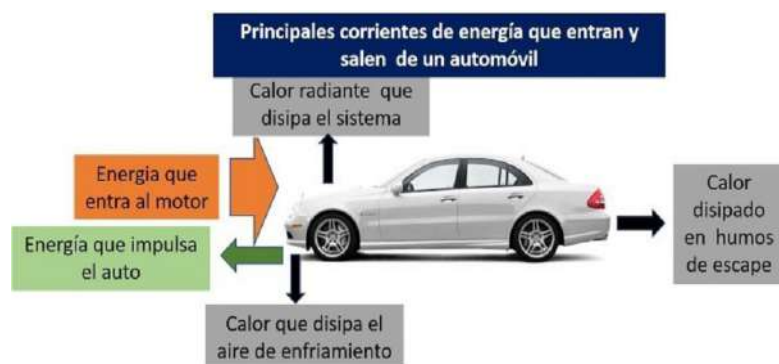 Principales corrientes de energía que entran y
salen de un automóvil
Calor radiante que
disipa el sistema
Energia que
entra al motor
Energía que impulsa
el auto
Calor que disipa el
aire de enfriamiento
Calor
disipado
en humos
de escape